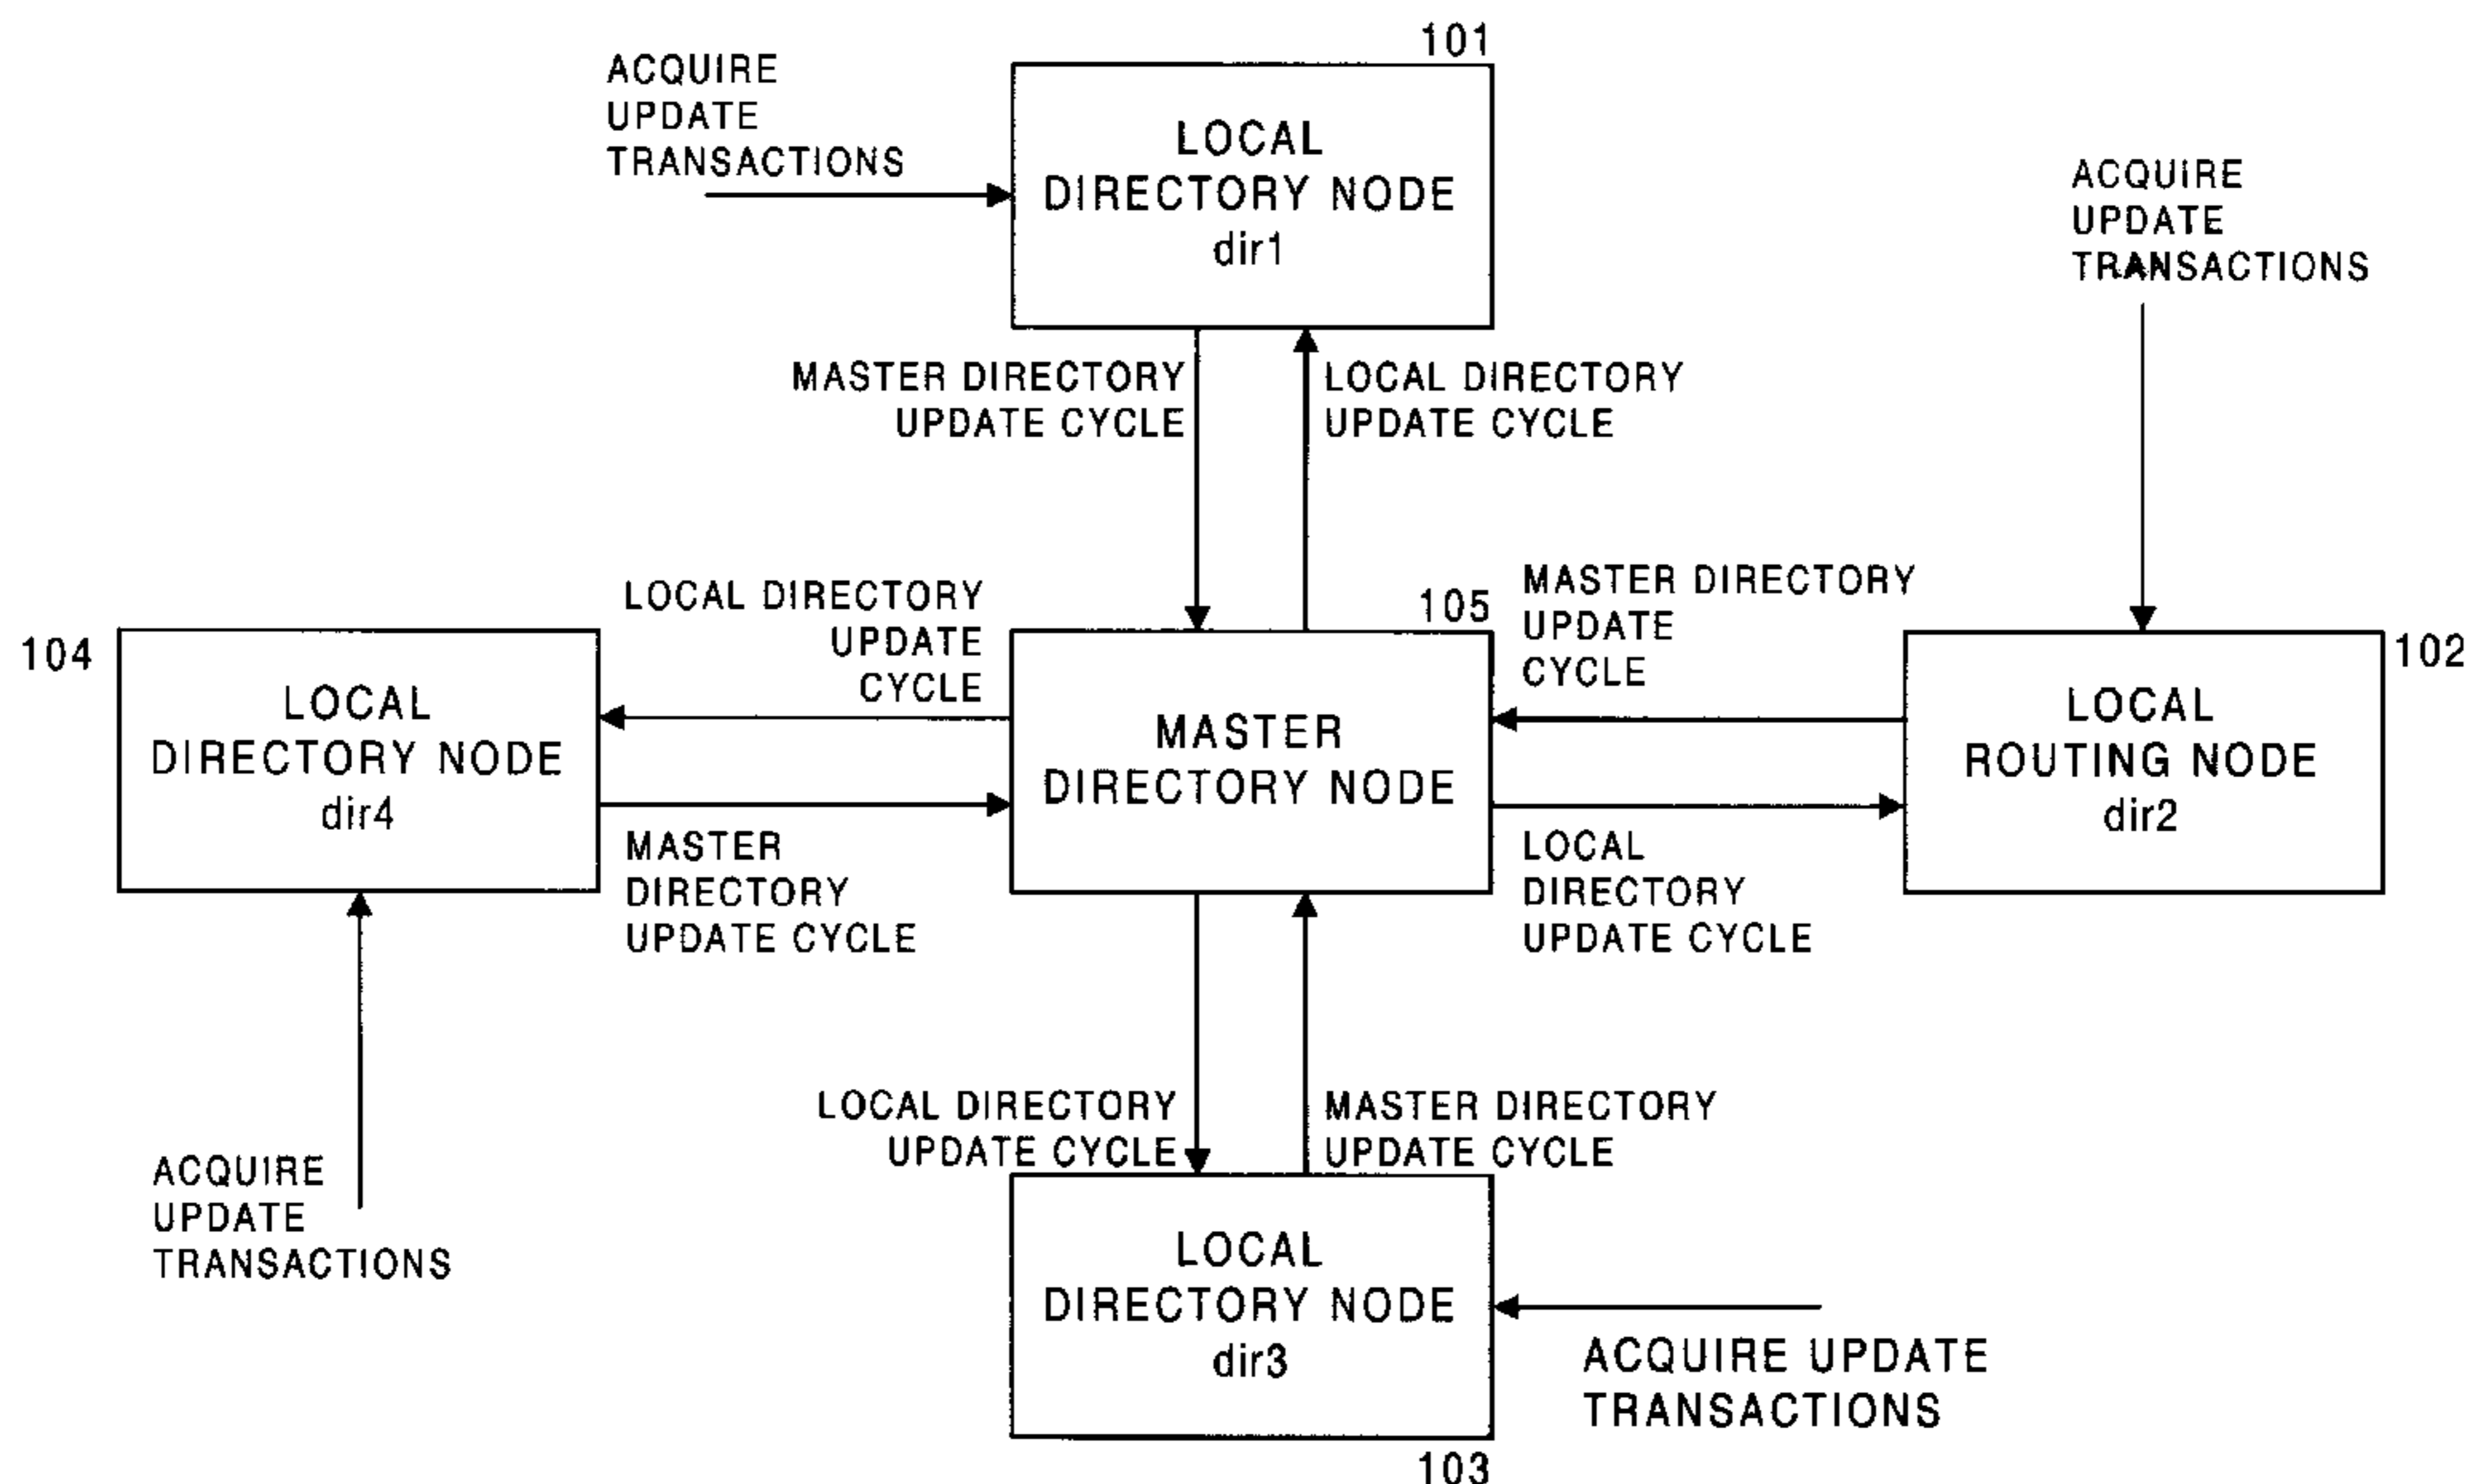 101
ACQUIRE
UPDATE
TRANSACTIONS
LOCAL
DIRECTORY NODE
dir1
ACQUIRE
UPDATE
TRANSACTIONS
MASTER DIRECTORY
UPDATE CYCLE
LOCAL DIRECTORY
UPDATE CYCLE
LOCAL DIRECTORY
UPDATE
CYCLE
105
MASTER DIRECTORY
UPDATE
CYCLE
104
LOCAL
DIRECTORY NODE
dir4
MASTER
DIRECTORY NODE
102
LOCAL
ROUTING NODE
dir2
MASTER
DIRECTORY
UPDATE CYCLE
LOCAL
DIRECTORY
UPDATE CYCLE
LOCAL DIRECTORY
UPDATE CYCLE
MASTER DIRECTORY
UPDATE CYCLE
ACQUIRE
UPDATE
TRANSACTIONS
LOCAL
DIRECTORY NODE
dir3
ACQUIRE UPDATE
TRANSACTIONS
103